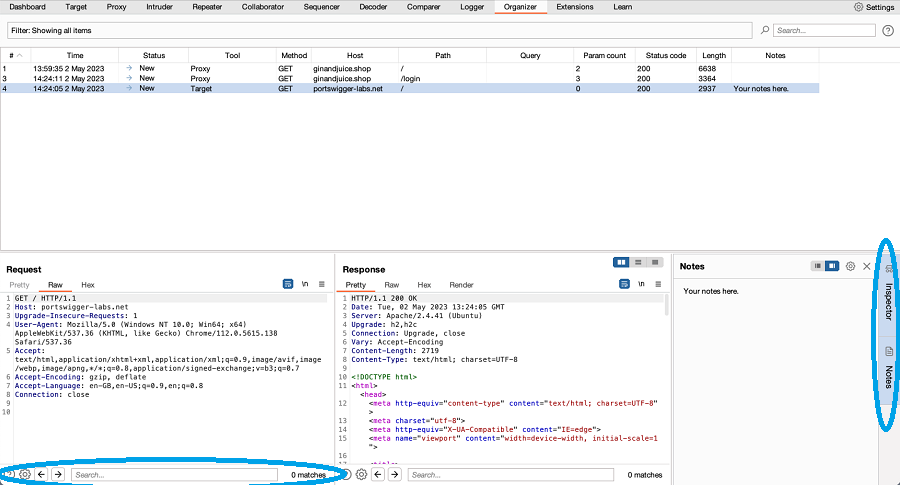 Dashboard Target Proxy Intruder Repeater Collaborator Sequencer Decoder Comparer Logger Organizer Extensions Learn Settings
Filter: Showing all items Search...
# Time Status Tool Method Host Path Query Param count Status code Length Notes
1 13:59:35 2 May 2023 New Proxy GET ginandjuice.shop / 2 200 6638
3 14:24:11 2 May 2023 New Proxy GET ginandjuice.shop /login 3 200 3364
4 14:24:05 2 May 2023 New Target GET portswigger-labs.net / 0 200 2937 Your notes here.
Request
Pretty Raw Hex \n
1 GET / HTTP/1.1
2 Host: portswigger-labs.net
3 Upgrade-Insecure-Requests: 1
4 User-Agent: Mozilla/5.0 (Windows NT 10.0; Win64; x64)
AppleWebKit/537.36 (KHTML, like Gecko) Chrome/112.0.5615.138
Safari/537.36
5 Accept:
text/html,application/xhtml+xml,application/xml;q=0.9,image/avif,image
/webp,image/apng,*/*;q=0.8,application/signed-exchange;v=b3;q=0.7
6 Accept-Encoding: gzip, deflate
7 Accept-Language: en-GB,en-US;q=0.9,en;q=0.8
8 Connection: close
9
10
Search... 0 matches
Response
Pretty Raw Hex Render \n
1 HTTP/1.1 200 OK
2 Date: Tue, 02 May 2023 13:24:05 GMT
3 Server: Apache/2.4.41 (Ubuntu)
4 Upgrade: h2,h2c
5 Connection: Upgrade, close
6 Vary: Accept-Encoding
7 Content-Length: 2719
8 Content-Type: text/html; charset=UTF-8
9
10 <!DOCTYPE html>
11 <html>
<head>
12 <meta http-equiv="content-type" content="text/html; charset=UTF-8"
>
13 <meta charset="utf-8">
14 <meta http-equiv="X-UA-Compatible" content="IE=edge">
15 <meta name="viewport" content="width=device-width, initial-scale=1
">
16
Search... 0 matches
Notes
Your notes here.
Inspector
Notes